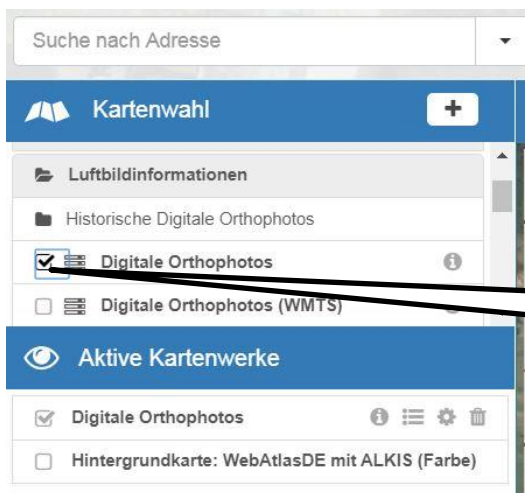 Suche nach Adresse
Kartenwahl
Luftbildinformationen
Historische Digitale Orthophotos
Digitale Orthophotos
Digitale Orthophotos (WMTS)
Aktive Kartenwerke
Digitale Orthophotos
Hintergrundkarte: WebAtlasDE mit ALKIS (Farbe)